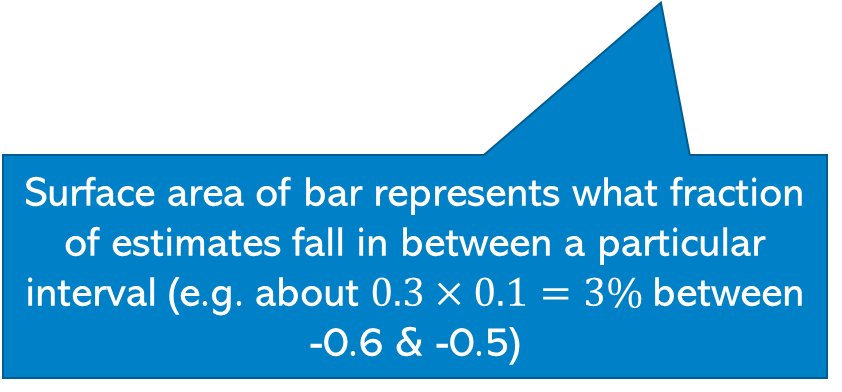 Surface area of bar represents what fraction
of estimates fall in between a particular
interval (e.g. about 0.3 × 0.1 = 3% between
-0.6 & -0.5)